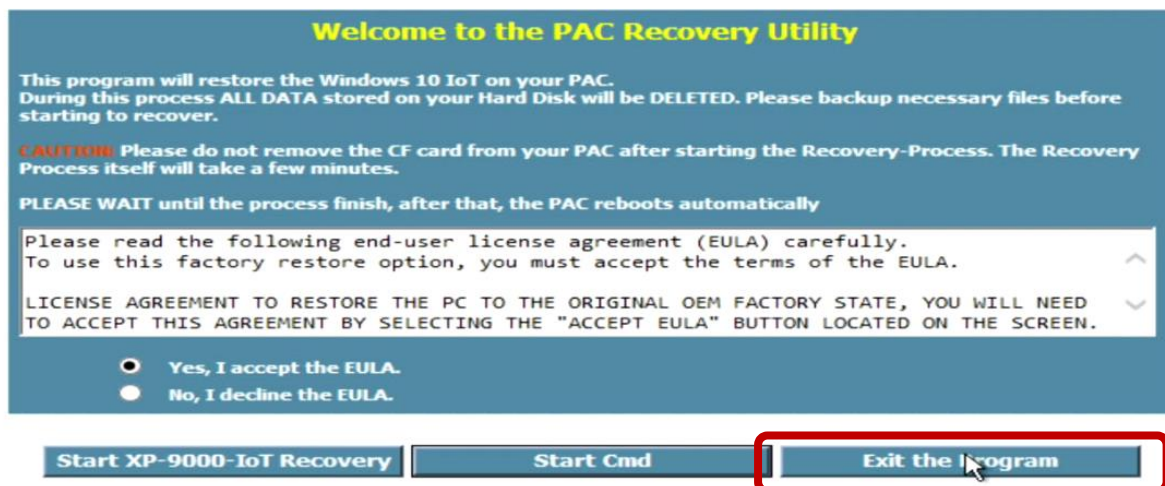 Welcome to the PAC Recovery Utility
This program will restore the Windows 10 IoT on your PAC.
During this process ALL DATA stored on your Hard Disk will be DELETED. Please backup necessary files before
starting to recover.
CAUTION: Please do not remove the CF card from your PAC after starting the Recovery-Process. The Recovery
Process itself will take a few minutes.
PLEASE WAIT until the process finish, after that, the PAC reboots automatically
Please read the following end-user license agreement (EULA) carefully.
To use this factory restore option, you must accept the terms of the EULA.
LICENSE AGREEMENT TO RESTORE THE PC TO THE ORIGINAL OEM FACTORY STATE, YOU WILL NEED
TO ACCEPT THIS AGREEMENT BY SELECTING THE "ACCEPT EULA" BUTTON LOCATED ON THE SCREEN.
Yes, I accept the EULA.
No, I decline the EULA.
Start XP-9000-IoT Recovery
Start Cmd
Exit the Program